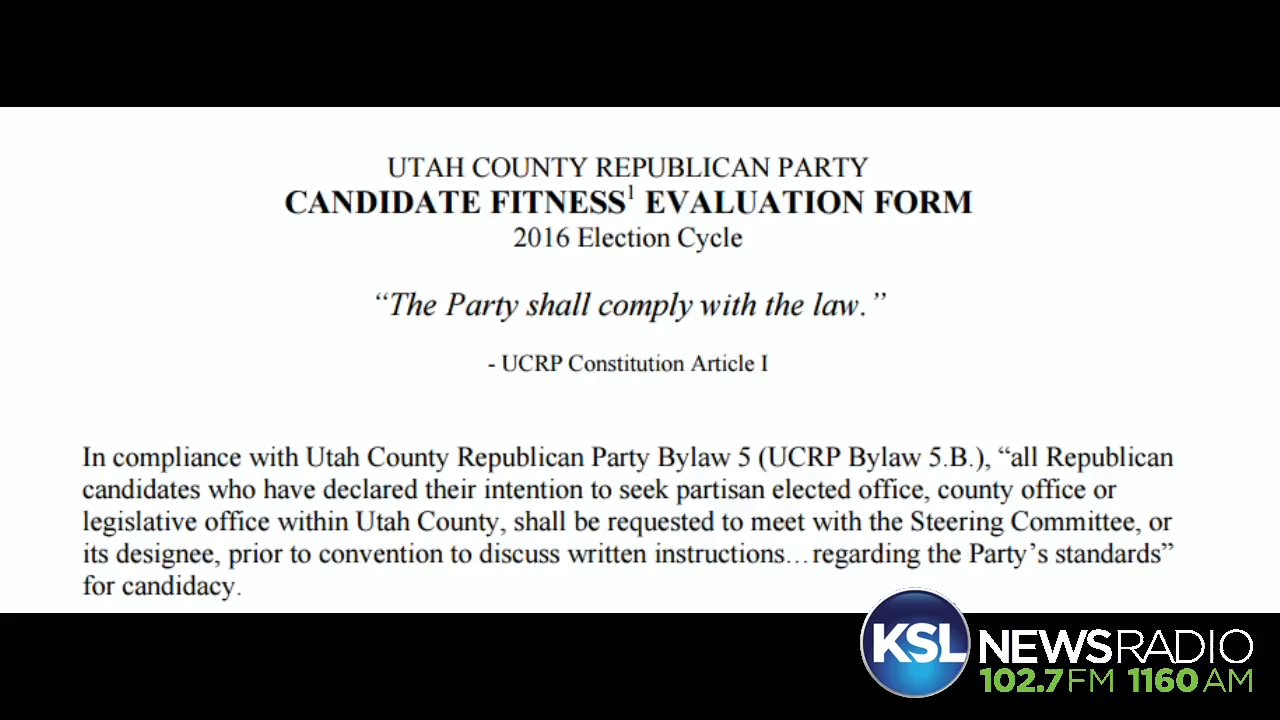 UTAH COUNTY REPUBLICAN PARTY
CANDIDATE FITNESS¹ EVALUATION FORM
2016 Election Cycle
“The Party shall comply with the law.”
- UCRP Constitution Article I
In compliance with Utah County Republican Party Bylaw 5 (UCRP Bylaw 5.B.), “all Republican
candidates who have declared their intention to seek partisan elected office, county office or
legislative office within Utah County, shall be requested to meet with the Steering Committee, or
its designee, prior to convention to discuss written instructions…regarding the Party’s standards”
for candidacy.
KSL NEWSRADIO
102.7 FM 1160 AM